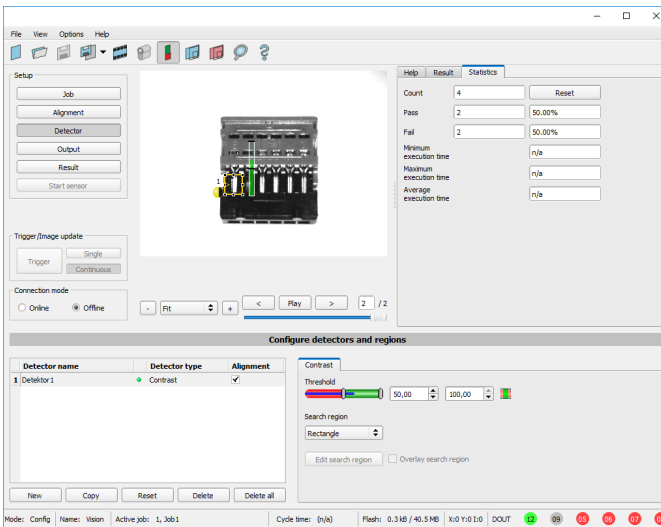 File View Options Help
Setup
Job
Alignment
Detector
Output
Result
Start sensor
Trigger/Image update
Trigger
Single
Continuous
Connection mode
Online Offline
1
- Fit +
< Play > 2 / 2
Help Result Statistics
Count 4 Reset
Pass 2 50.00%
Fail 2 50.00%
Minimum
execution time n/a
Maximum
execution time n/a
Average
execution time n/a
Configure detectors and regions
Detector name Detector type Alignment
1 Detektor1 Contrast
New Copy Reset Delete Delete all
Contrast
Threshold
50,00 100,00
Search region
Rectangle
Edit search region Overlay search region
Mode: Config Name: Vision Active job: 1, Job1 Cycle time: (n/a) Flash: 0.3 kB / 40.5 MB X:0 Y:0 I:0 DOUT 12 09 05 06 07